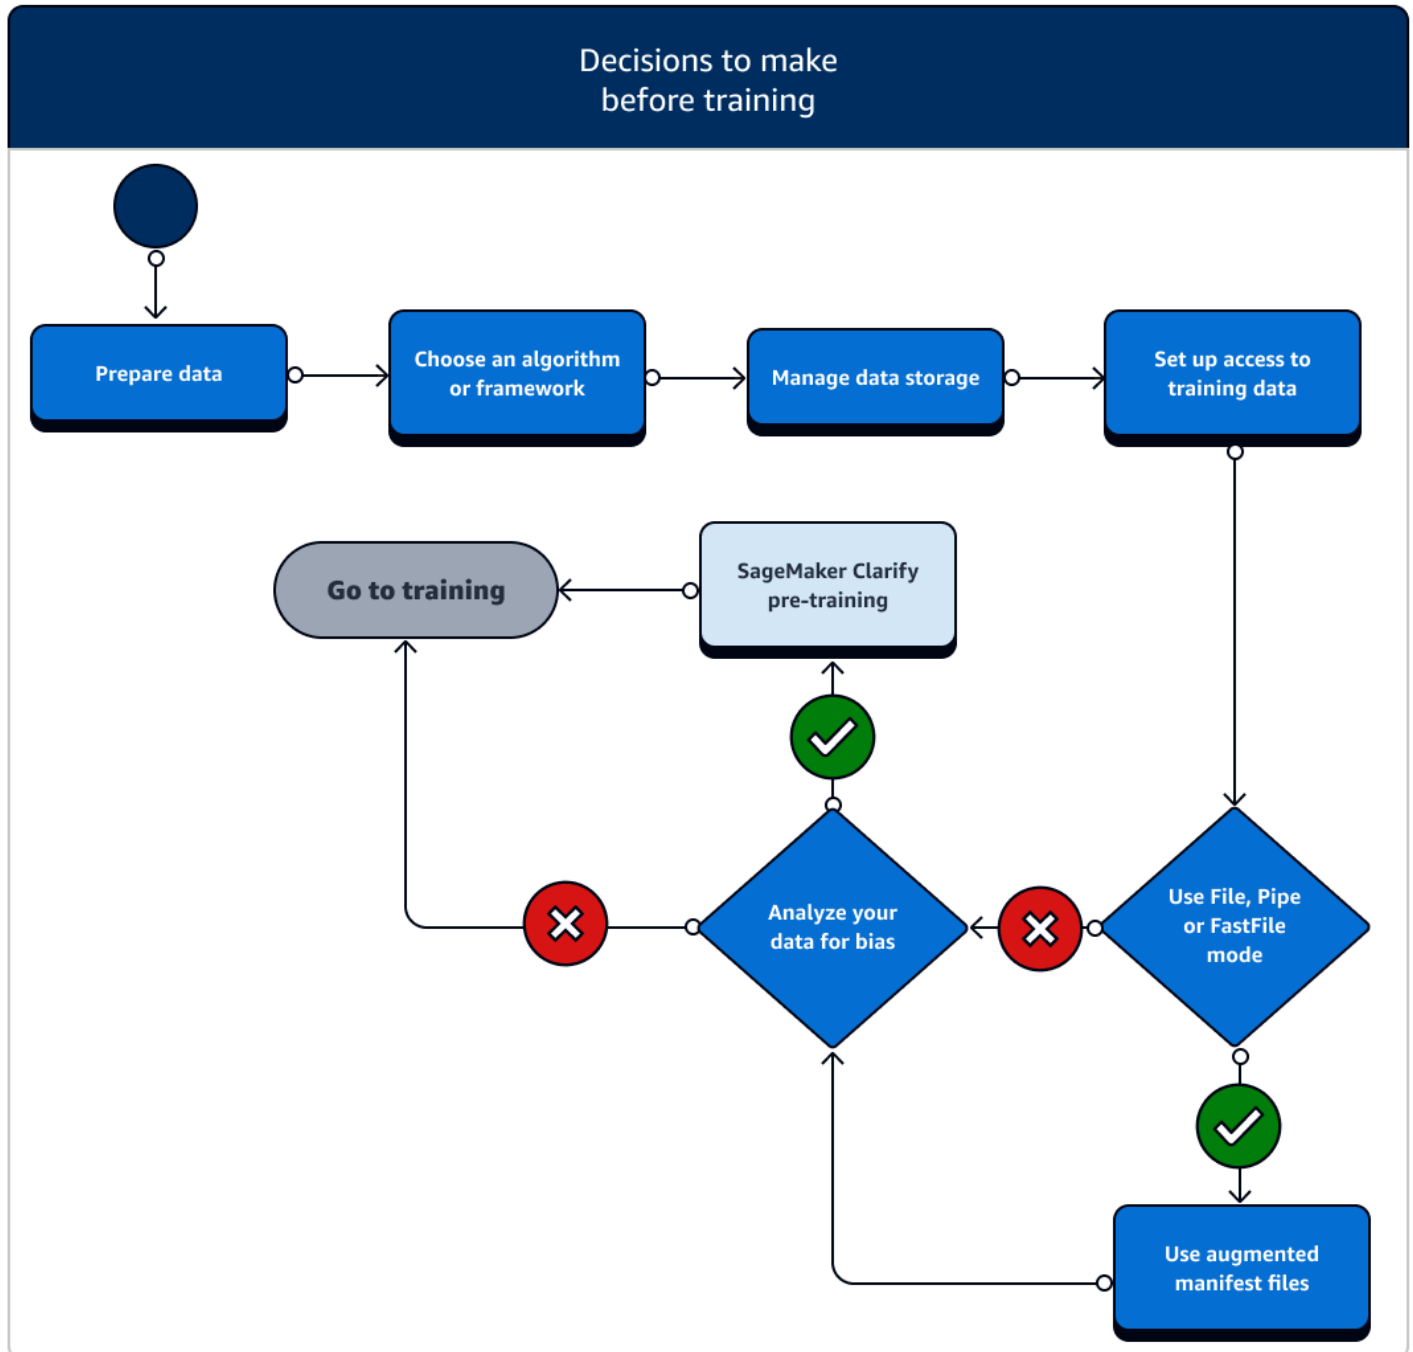 Decisions to make
before training
Prepare data
Choose an algorithm
or framework
Manage data storage
Set up access to
training data
Go to training
SageMaker Clarify
pre-training
Analyze your
data for bias
Use File, Pipe
or FastFile
mode
Use augmented
manifest files